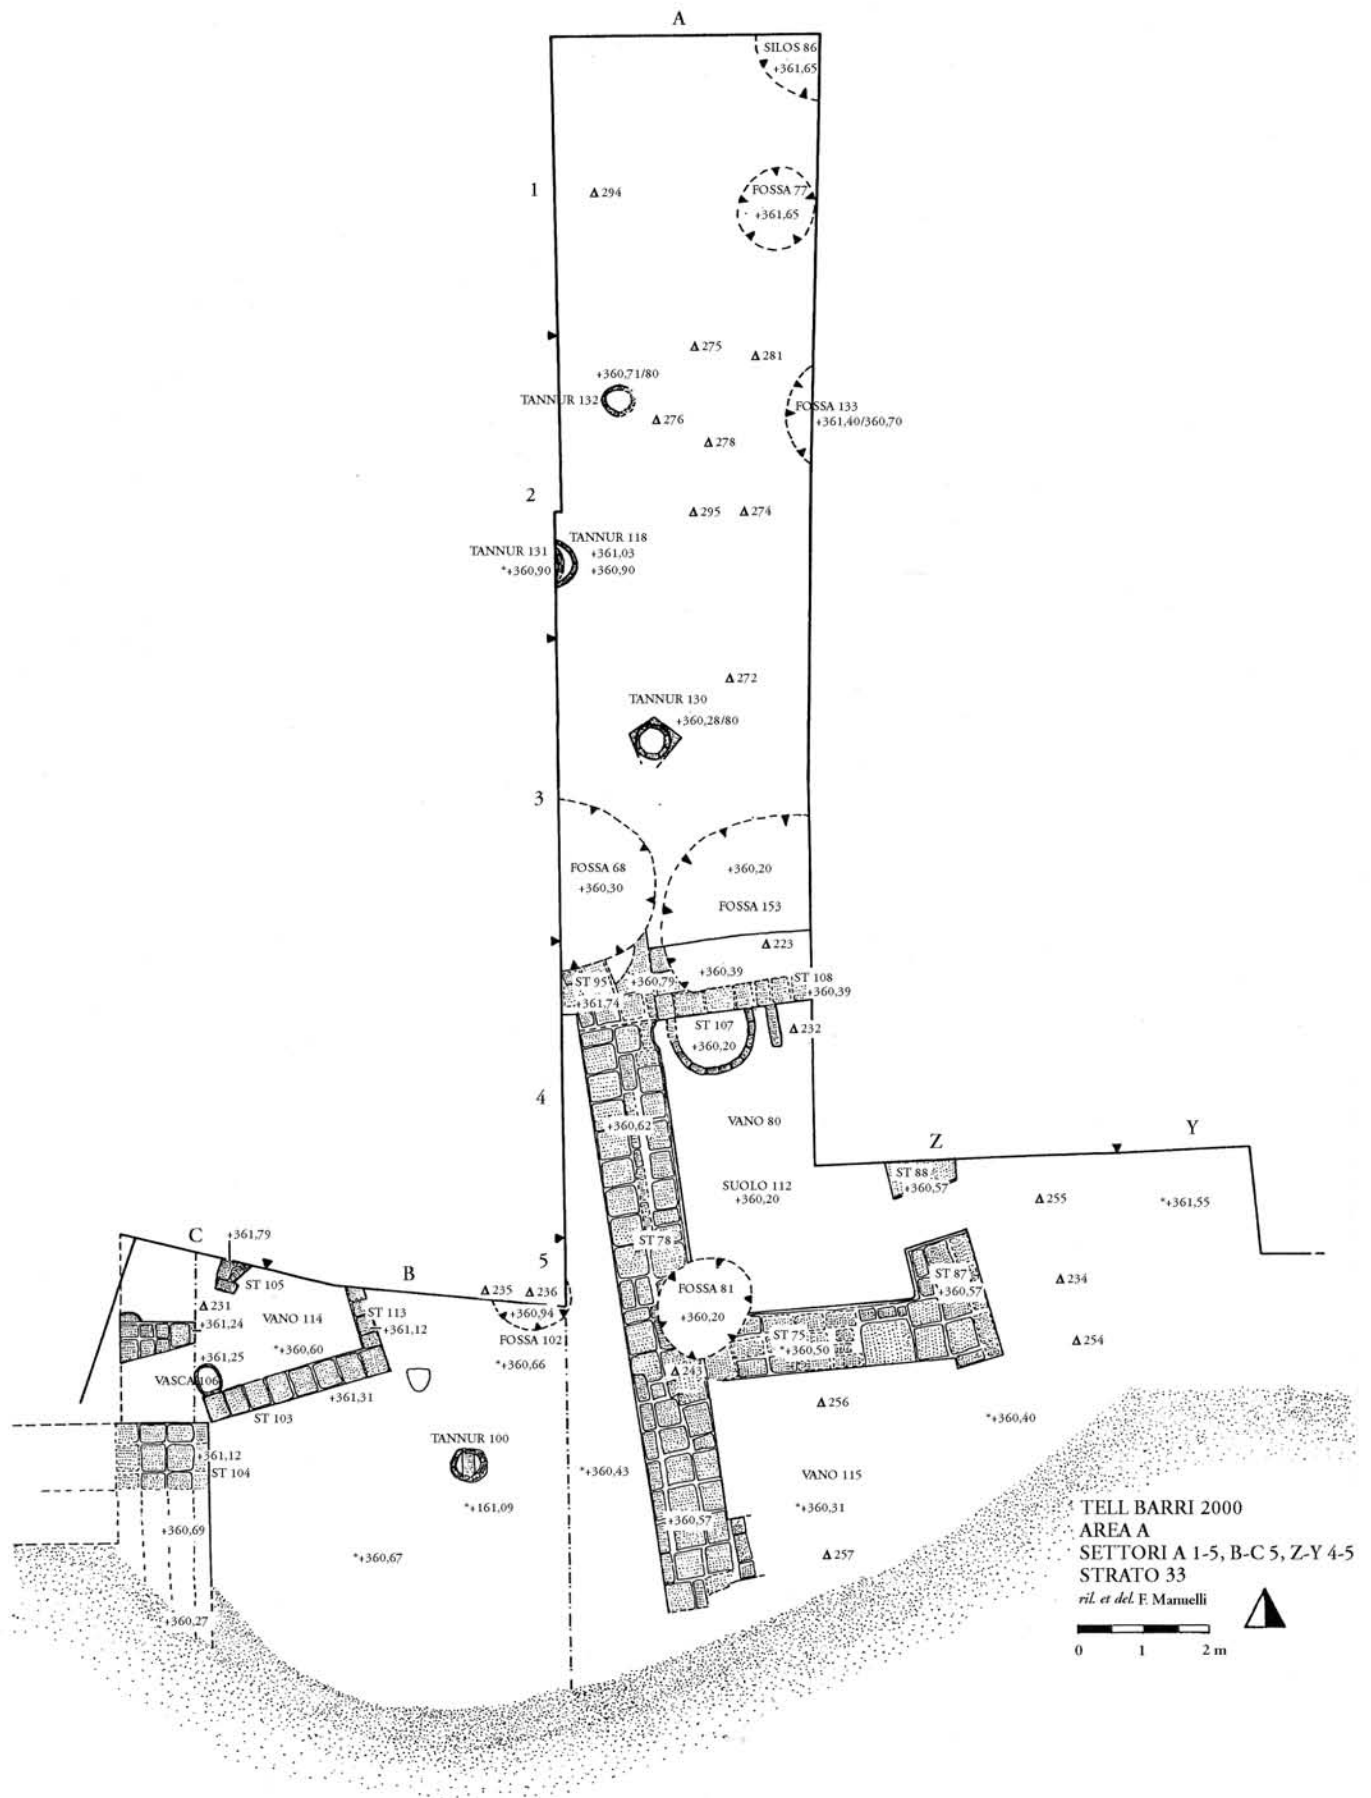 A
SILOS 86
+361,65
1
Δ 294
FOSSA 77
+361,65
Δ 275
Δ 281
+360,71/80
TANNUR 132
FOSSA 133
+361,40/360,70
Δ 276
Δ 278
2
Δ 295
Δ 274
TANNUR 118
TANNUR 131
+361,03
*+360,90
+360,90
Δ 272
TANNUR 130
+360,28/80
3
FOSSA 68
+360,30
+360,20
FOSSA 153
Δ 223
ST 95
+360,79
+360,39
ST 108
+360,39
+361,74
ST 107
+360,20
Δ 232
4
+360,62
VANO 80
Z
Y
ST 88
+360,57
SUOLO 112
+360,20
Δ 255
*+361,55
C
+361,79
ST 78
5
B
ST 105
Δ 235
Δ 236
FOSSA 81
+360,20
ST 87
+360,57
Δ 234
Δ 231
+361,24
VANO 114
ST 113
+361,12
+360,94
FOSSA 102
ST 75
*+360,50
Δ 254
+361,25
*+360,60
*+360,66
Δ 243
VASCA 106
+361,31
ST 103
Δ 256
*+360,40
TANNUR 100
+361,12
ST 104
*+360,43
VANO 115
*+161,09
*+360,31
+360,57
+360,69
*+360,67
Δ 257
+360,27
TELL BARRI 2000
AREA A
SETTORI A 1-5, B-C 5, Z-Y 4-5
STRATO 33
ril. et del. F. Manuelli
0 1 2 m